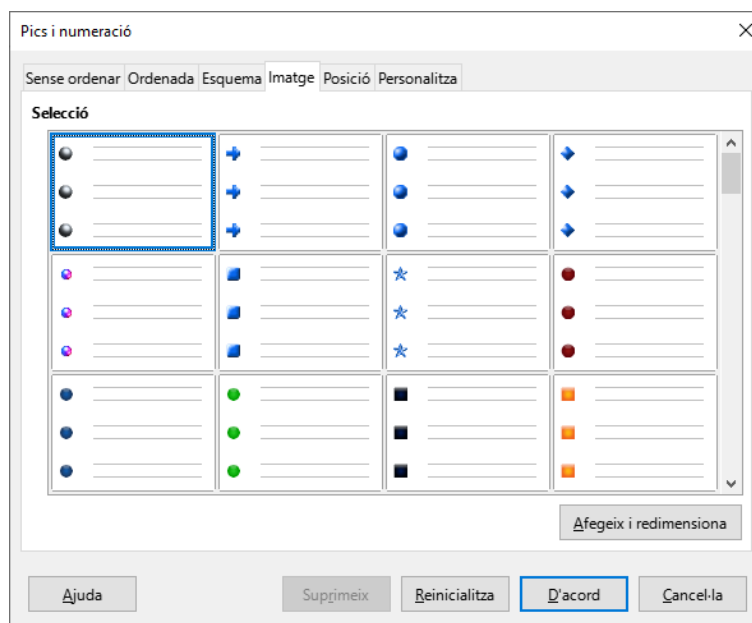 Pics i numeració
Sense ordenar Ordenada Esquema Imatge Posició Personalitza
Selecció
Afegeix i redimensiona
Ajuda Suprimeix Reinicialitza D'acord Cancel·la